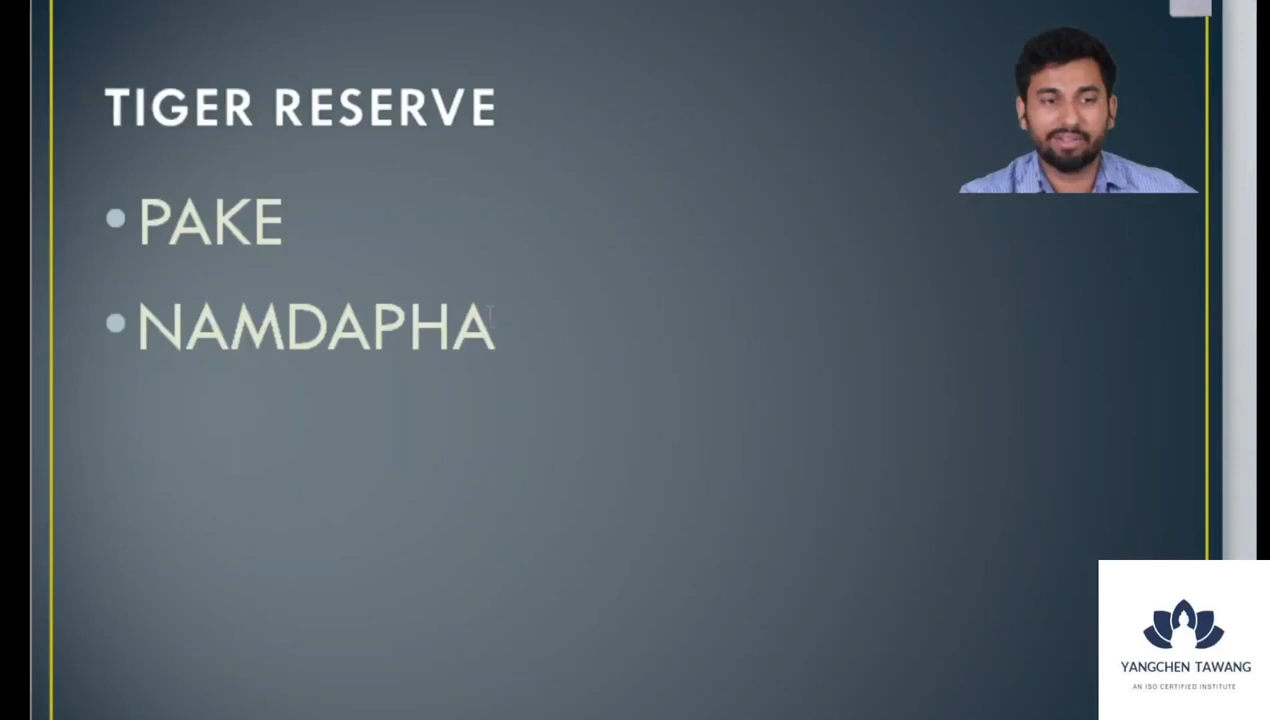 TIGER RESERVE
• PAKE
• NAMDAPHA
YANGCHEN TAWANG
AN ISO CERTIFIED INSTITUTE